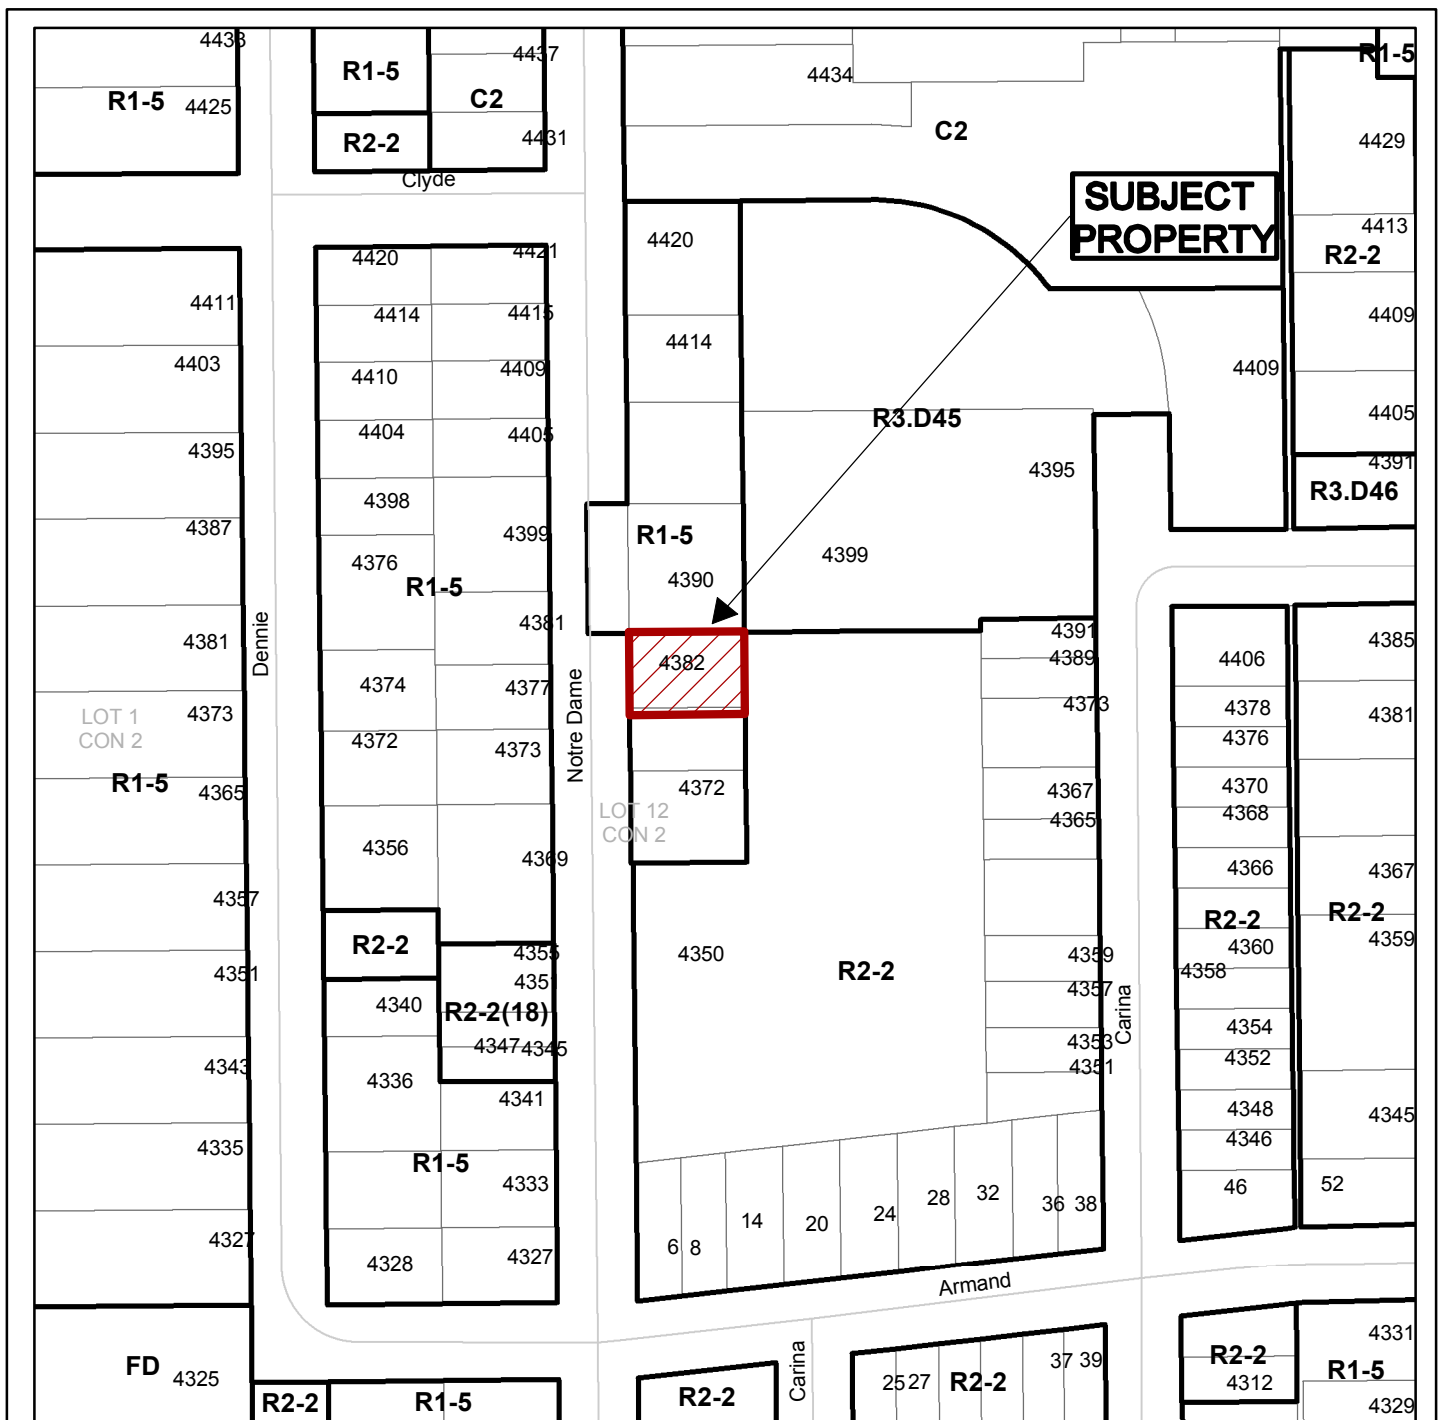 4433
4437
R1-5
R1-5
4434
R1-5
4425
C2
C2
R2-2
4431
4429
Clyde
SUBJECT
PROPERTY
4420
4421
4420
4413
R2-2
4411
4414
4415
4414
4409
4403
4410
4409
4409
R3.D45
4404
4405
4405
4395
4395
4391
R3.D46
4398
4387
4399
R1-5
4399
4376
R1-5
4390
4381
4381
4391
4385
Dennie
4382
4389
4406
4374
4377
LOT 1
CON 2
4373
Notre Dame
4373
4378
4381
4372
4373
4376
R1-5
4365
4372
4367
4370
LOT 12
CON 2
4365
4368
4356
4369
4366
4367
4357
R2-2
R2-2
R2-2
4355
4350
4359
4360
4359
4351
4351
R2-2
4357
4358
4340
R2-2(18)
Carina
4354
4347
4345
4353
4352
4343
4336
4351
4341
4348
4345
4335
R1-5
4346
4333
46
52
6
8
14
20
24
28
32
36
38
4327
4328
4327
Armand
FD
4325
Carina
37
39
R2-2
4331
R1-5
R2-2
R1-5
R2-2
25
27
R2-2
4312
4329